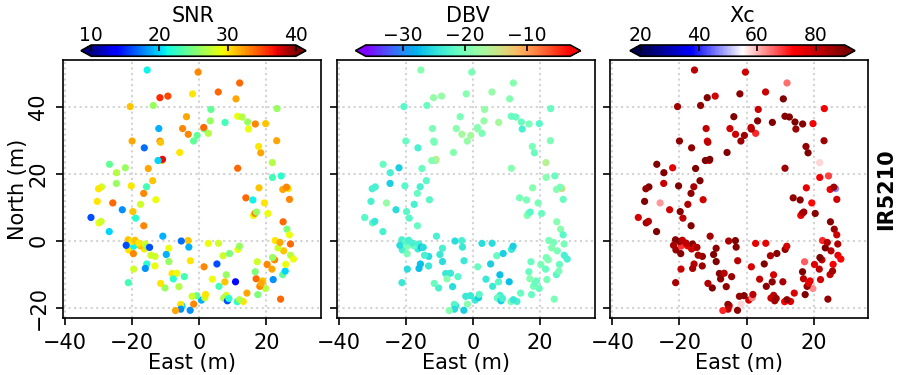 SNR DBV Xc
10 20 30 40 −30 −20 −10 20 40 60 80
North (m)
40
20
0
−20
−40 −20 0 20 −40 −20 0 20 −40 −20 0 20
East (m) East (m) East (m)
IR5210